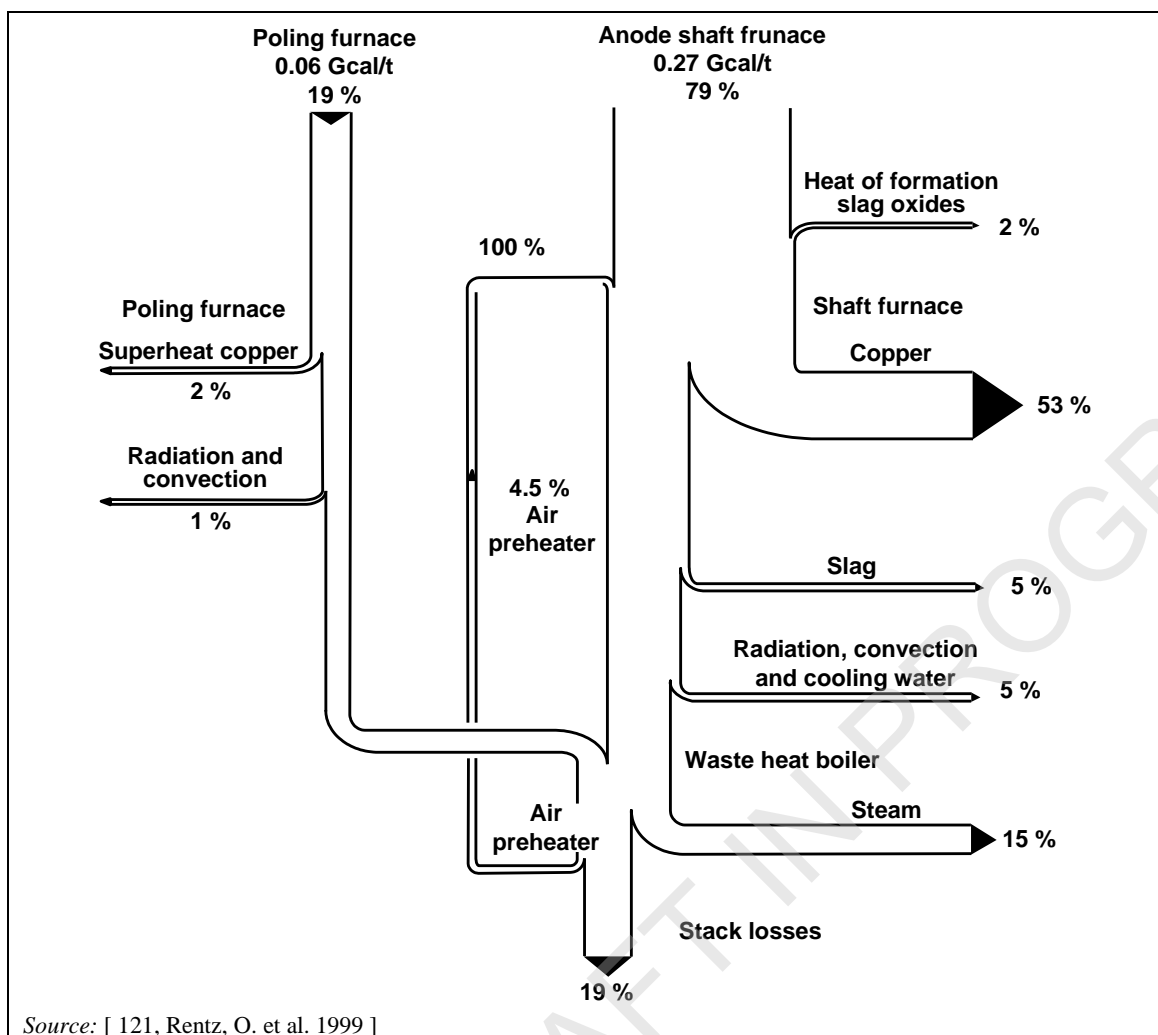 Poling furnace
0.06 Gcal/t
19 %
Anode shaft frunace
0.27 Gcal/t
79 %
Heat of formation
slag oxides
2 %
100 %
Poling furnace
Superheat copper
2 %
Shaft furnace
Copper
53 %
Radiation and
convection
1 %
4.5 %
Air
preheater
Slag
5 %
Radiation, convection
and cooling water
5 %
Waste heat boiler
Air
preheater
Steam
15 %
Stack losses
19 %
Source: [ 121, Rentz, O. et al. 1999 ]
AFT IN PROGR